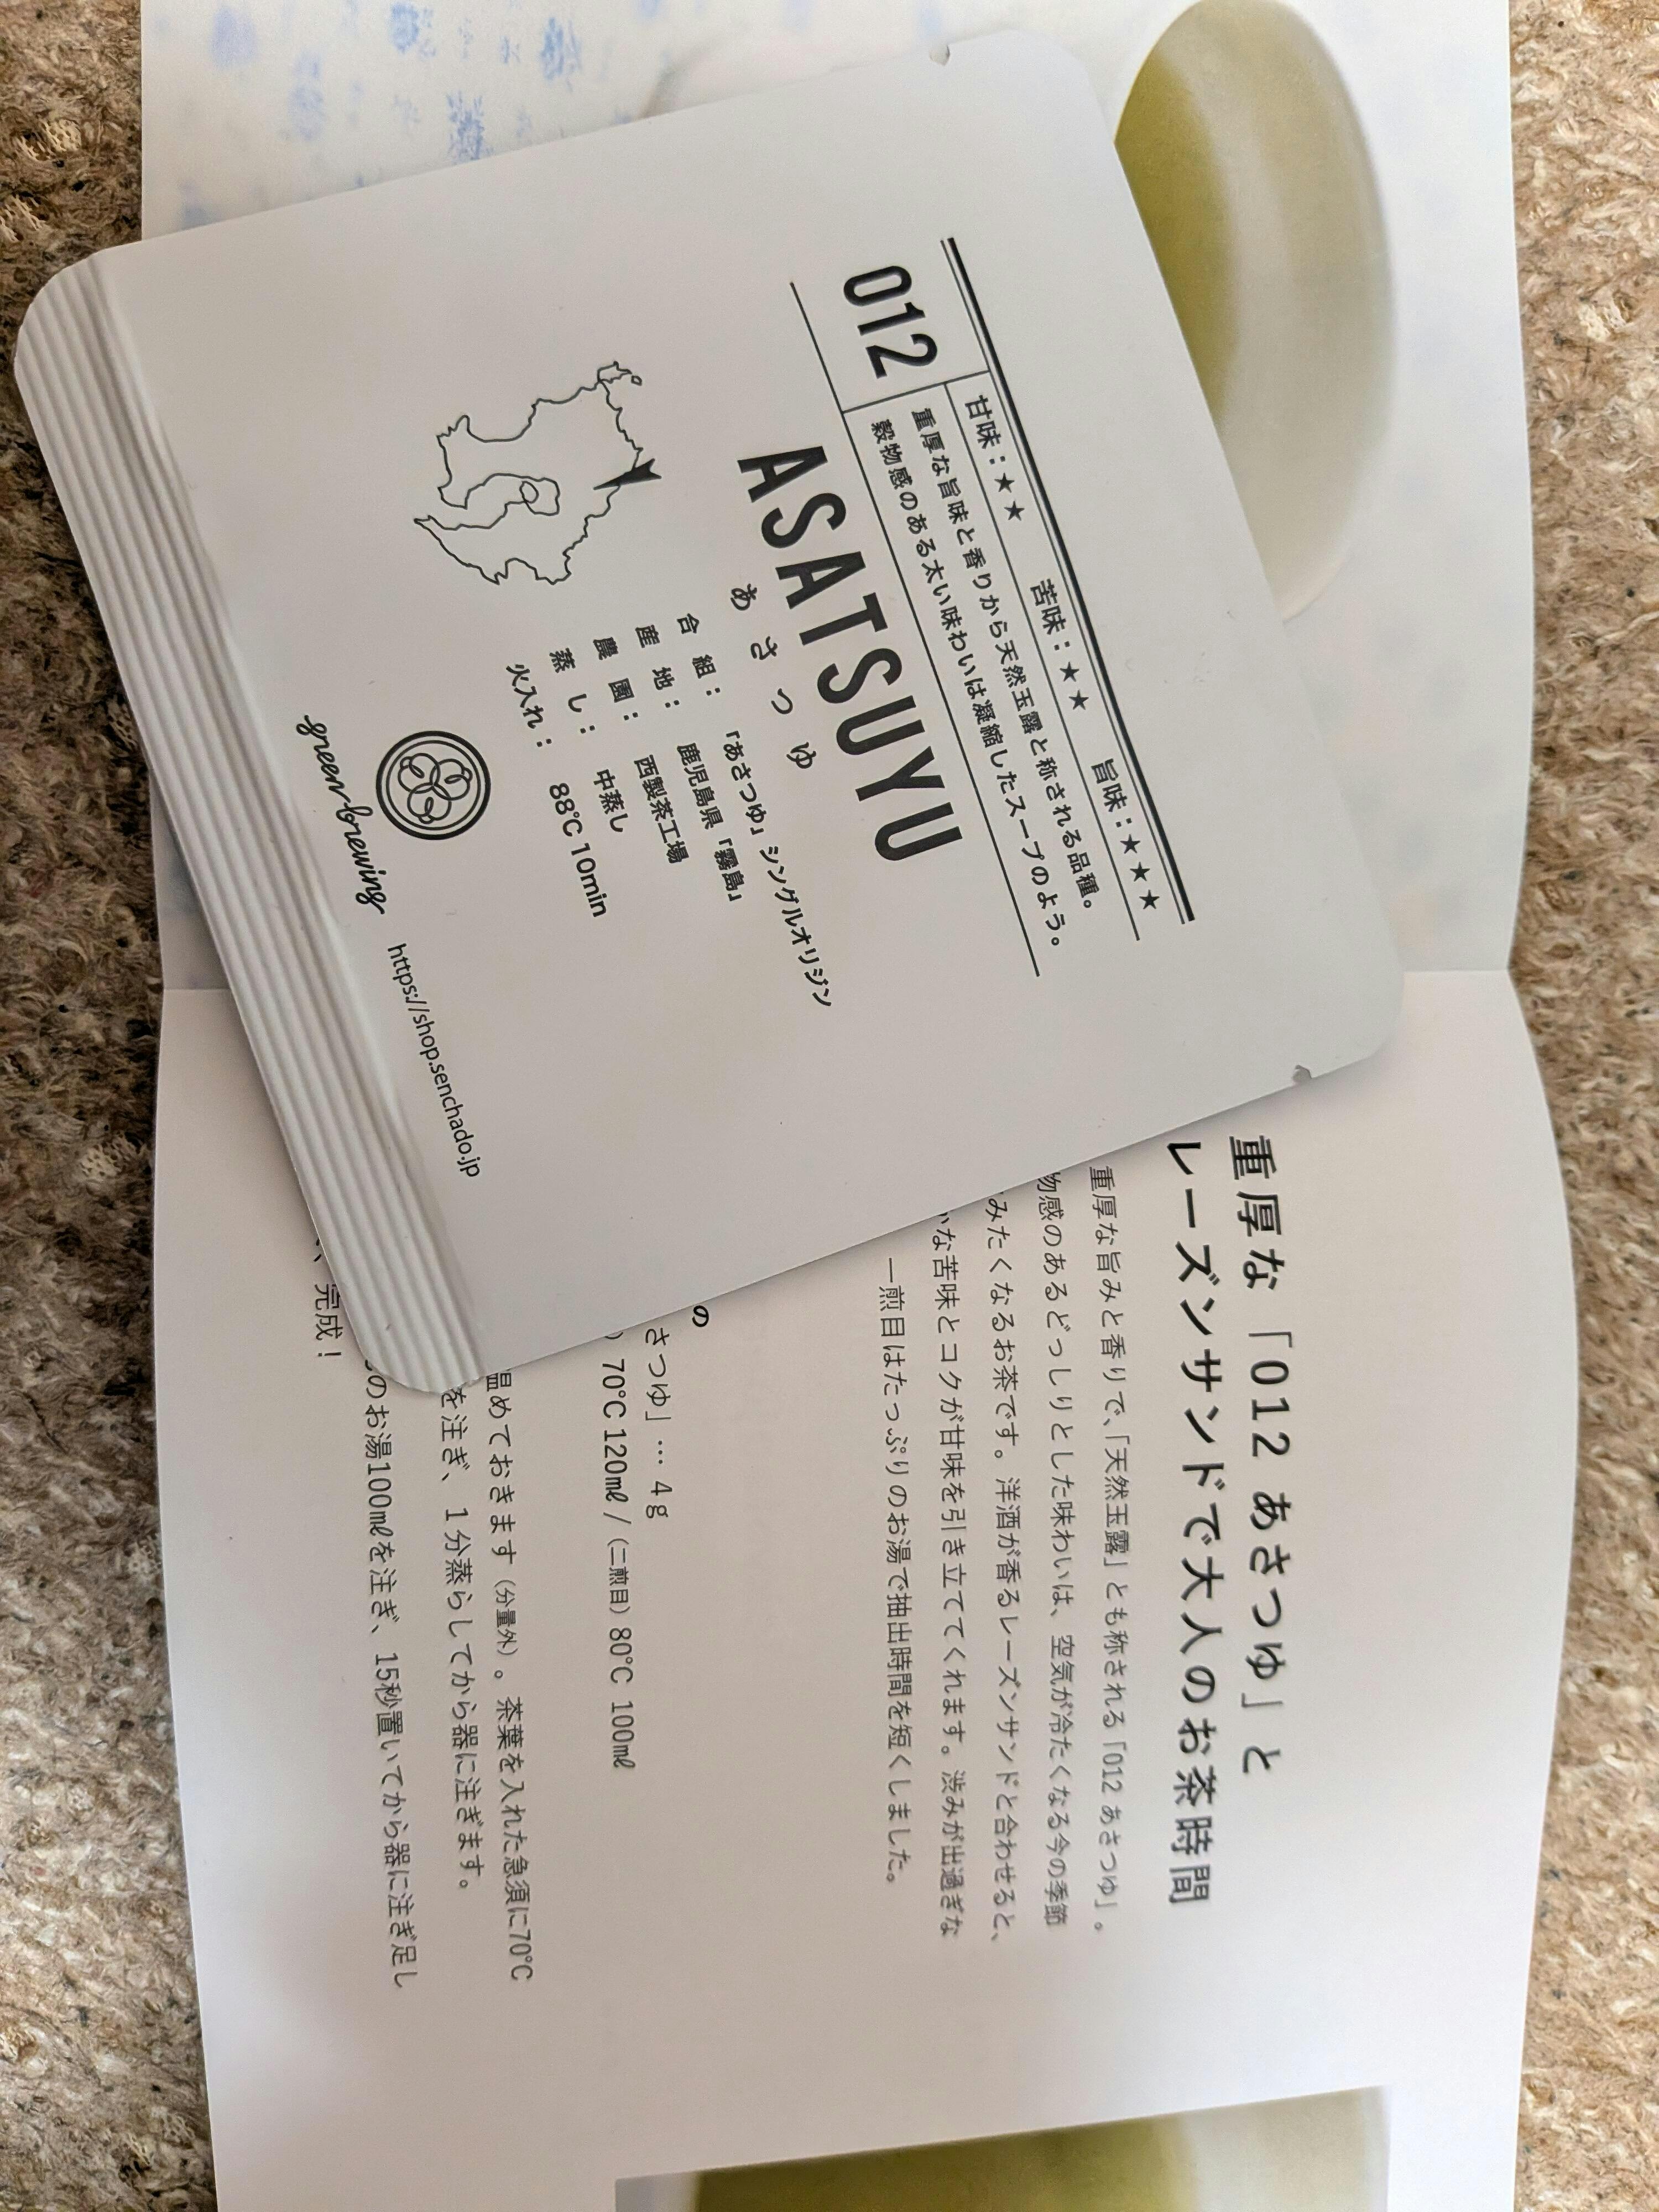 甘味：★★ 苦味：★★ 旨味：★★★
012
重厚な旨味と香りから天然玉露と称される品種。
穀物感のある太い味わいは凝縮したスープのよう。
ASATSUYU
あさつゆ
合組：「あさつゆ」シングルオリジン
産地：鹿児島県「霧島」
農園：西製茶工場
蒸し：中蒸し
火入れ：88℃ 10min
green brewing
https://shop.senchado.jp
重厚な「012 あさつゆ」と
レーズンサンドで大人のお茶時間
重厚な旨みと香りで、「天然玉露」とも称される「012 あさつゆ」。
物感のあるどっしりとした味わいは、空気が冷たくなる今の季節
みたくなるお茶です。洋酒が香るレーズンサンドと合わせると、
な苦味とコクが甘味を引き立ててくれます。渋みが出過ぎな
一煎目はたっぷりのお湯で抽出時間を短くしました。
の
さつゆ」… 4g
）70℃ 120㎖ /（二煎目）80℃ 100㎖
温めておきます（分量外）。茶葉を入れた急須に70℃
を注ぎ、1分蒸らしてから器に注ぎます。
のお湯100㎖を注ぎ、15秒置いてから器に注ぎ足し
、完成！